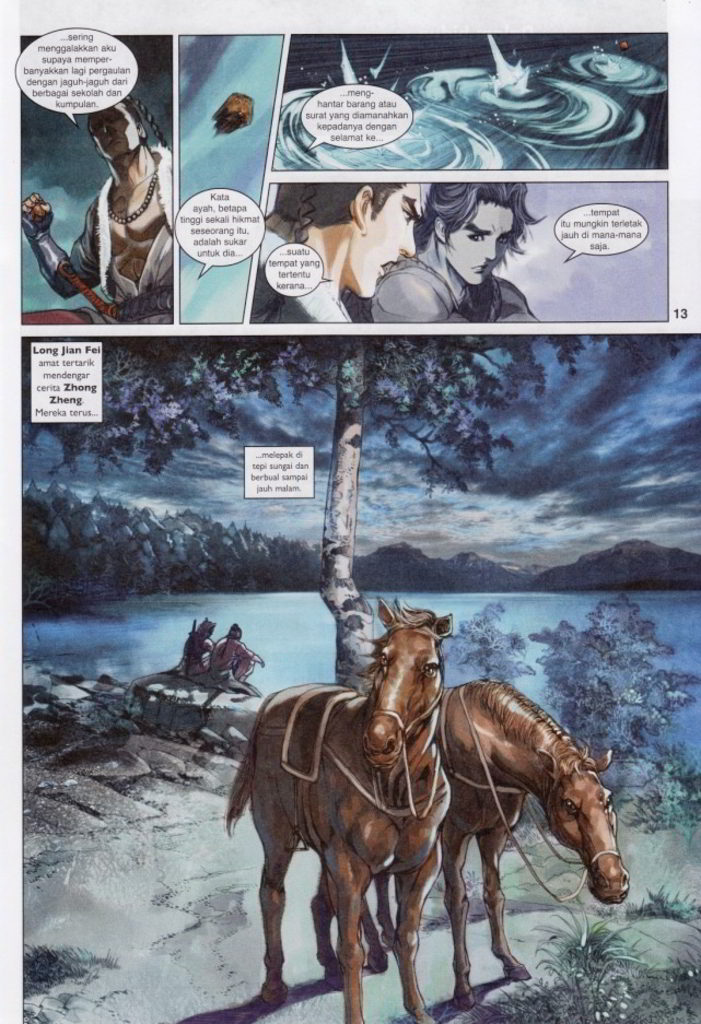 ...sering
menggalakkan aku
supaya memper-
banyakkan lagi pergaulan
dengan jaguh-jaguh dari
berbagai sekolah dan
kumpulan.
Kata
ayah, betapa
tinggi sekali hikmat
seseorang itu,
adalah sukar
untuk dia...
...meng-
hantar barang atau
surat yang diamanahkan
kepadanya dengan
selamat ke...
...suatu
tempat yang
tertentu
kerana...
...tempat
itu mungkin terletak
di mana-mana
saja.
13
Long Jian Fei
amat tertarik
mendengar
cerita Zhong
Zheng.
Mereka terus...
...melepak di
tepi sungai dan
berbual sampai
jauh malam.